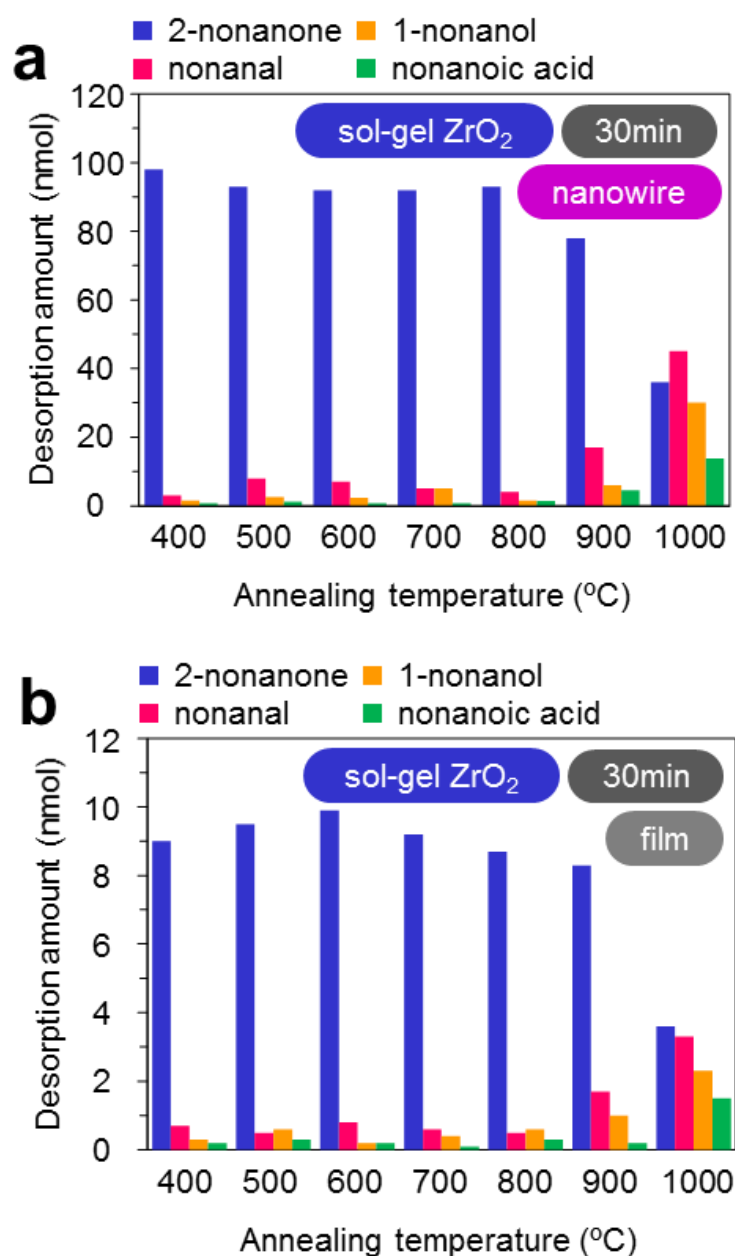 2-nonanone 1-nonanol
a nonanal nonanoic acid
120
sol-gel ZrO₂ 30min
100
nanowire
80
60
40
20
0
Desorption amount (nmol)
400 500 600 700 800 900 1000
Annealing temperature (ºC)
2-nonanone 1-nonanol
b nonanal nonanoic acid
12
sol-gel ZrO₂ 30min
10
film
8
6
4
2
0
Desorption amount (nmol)
400 500 600 700 800 900 1000
Annealing temperature (ºC)